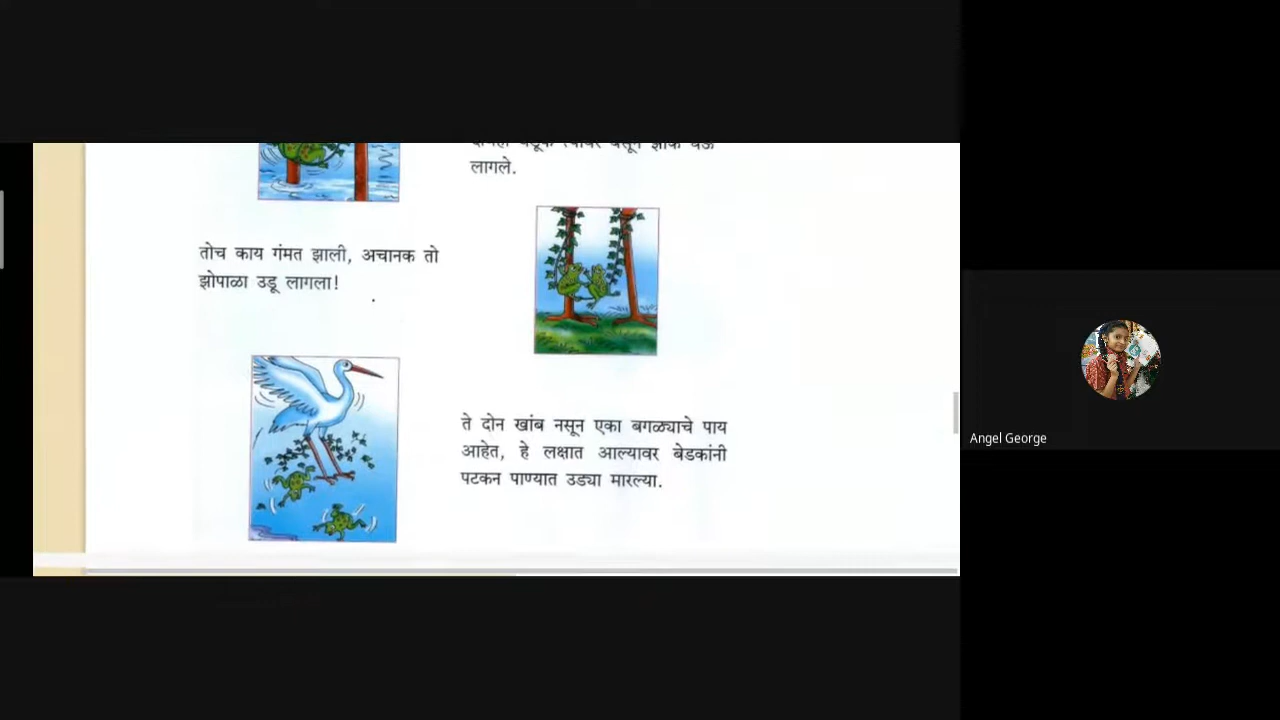 लागले.
तोच काय गंमत झाली, अचानक तो
झोपाळा उडू लागला!
ते दोन खांब नसून एका बगळ्याचे पाय
आहेत, हे लक्षात आल्यावर बेडकांनी
पटकन पाण्यात उड्या मारल्या.
Angel George